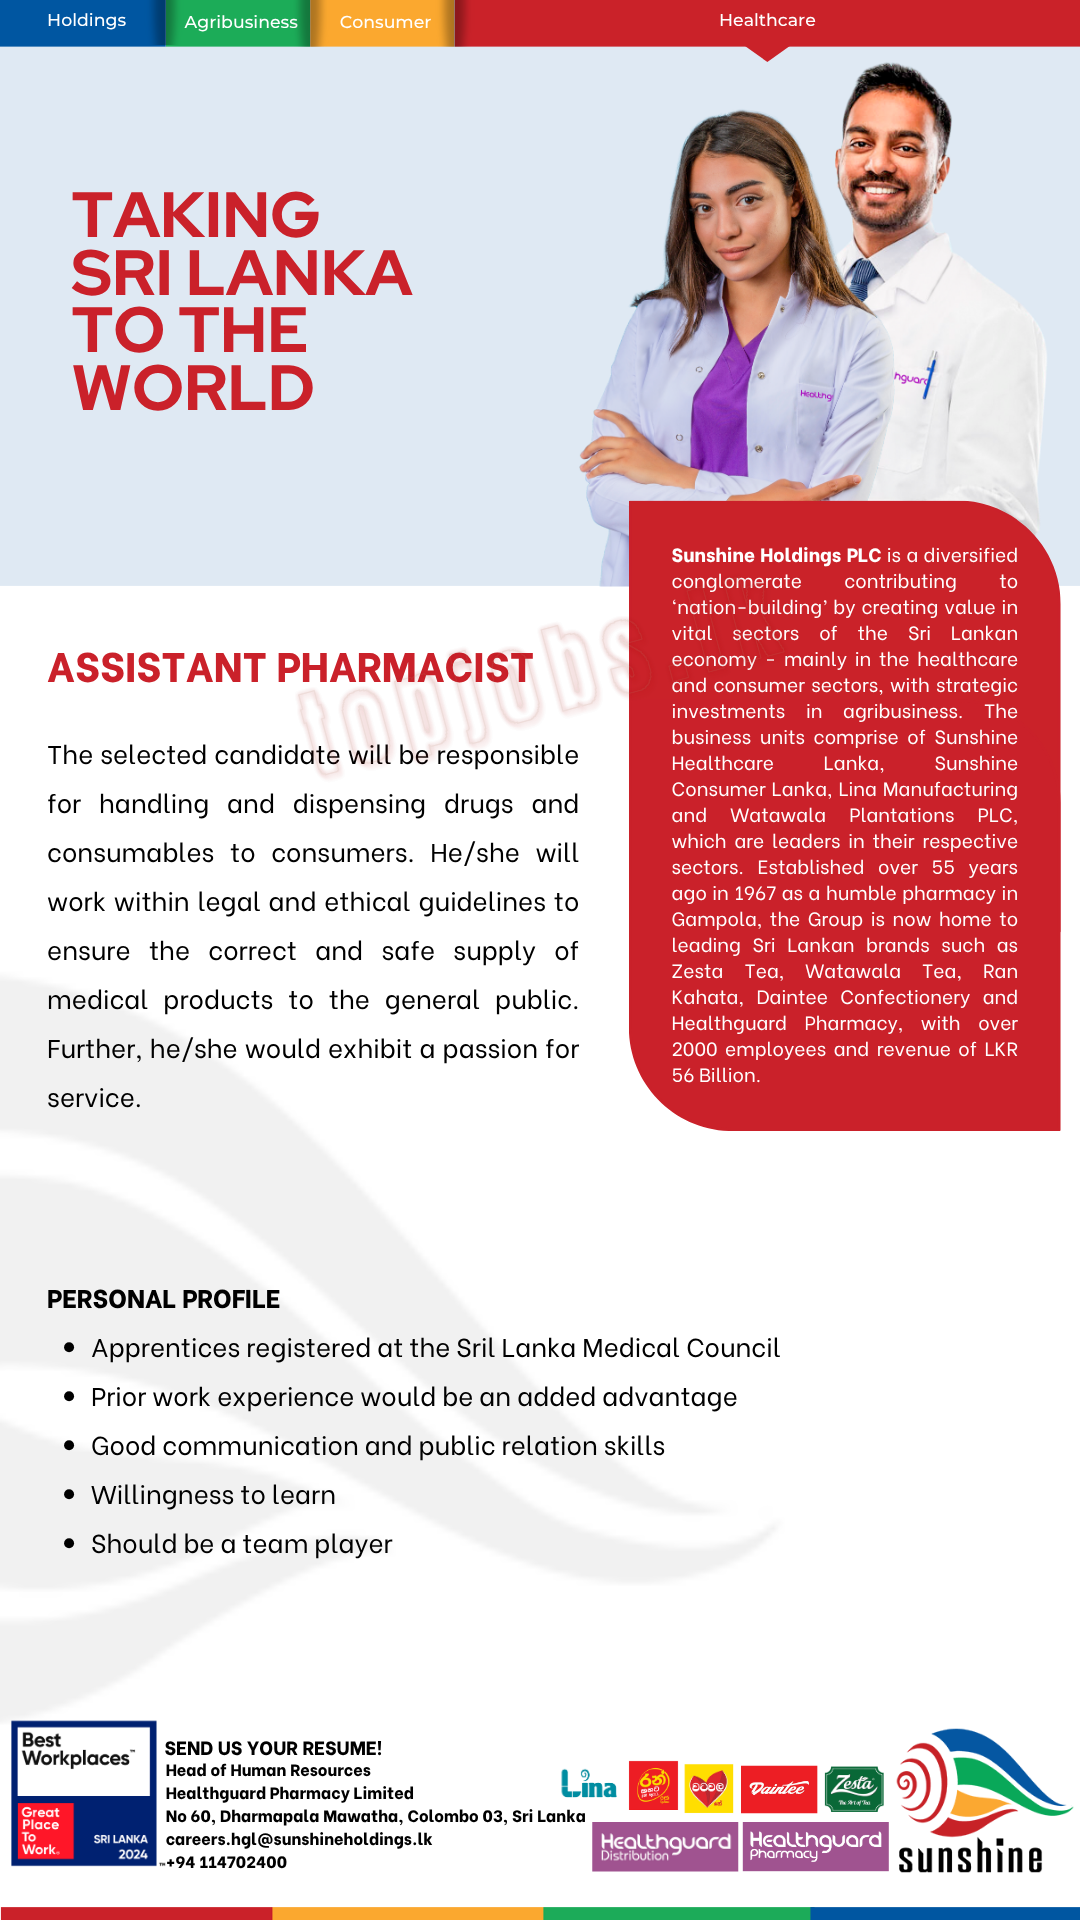 Holdings
Agribusiness
Consumer
Healthcare
TAKING
SRI LANKA
TO THE
WORLD
Healthg
hguard
Sunshine Holdings PLC is a diversified
conglomerate contributing to
‘nation-building’ by creating value in
vital sectors of the Sri Lankan
economy - mainly in the healthcare
and consumer sectors, with strategic
investments in agribusiness. The
business units comprise of Sunshine
Healthcare Lanka, Sunshine
Consumer Lanka, Lina Manufacturing
and Watawala Plantations PLC,
which are leaders in their respective
sectors. Established over 55 years
ago in 1967 as a humble pharmacy in
Gampola, the Group is now home to
leading Sri Lankan brands such as
Zesta Tea, Watawala Tea, Ran
Kahata, Daintee Confectionery and
Healthguard Pharmacy, with over
2000 employees and revenue of LKR
56 Billion.
topjobs
ASSISTANT PHARMACIST
The selected candidate will be responsible
for handling and dispensing drugs and
consumables to consumers. He/she will
work within legal and ethical guidelines to
ensure the correct and safe supply of
medical products to the general public.
Further, he/she would exhibit a passion for
service.
PERSONAL PROFILE
• Apprentices registered at the Sril Lanka Medical Council
• Prior work experience would be an added advantage
• Good communication and public relation skills
• Willingness to learn
• Should be a team player
Best
Workplaces™
Great
Place
To
Work.
SRI LANKA
2024
™
SEND US YOUR RESUME!
Head of Human Resources
Healthguard Pharmacy Limited
No 60, Dharmapala Mawatha, Colombo 03, Sri Lanka
careers.hgl@sunshineholdings.lk
+94 114702400
Lina
රන්
වටවල
Daintee
Zesta
The Art of Tea
Healthguard
Distribution
Healthguard
Pharmacy
sunshine